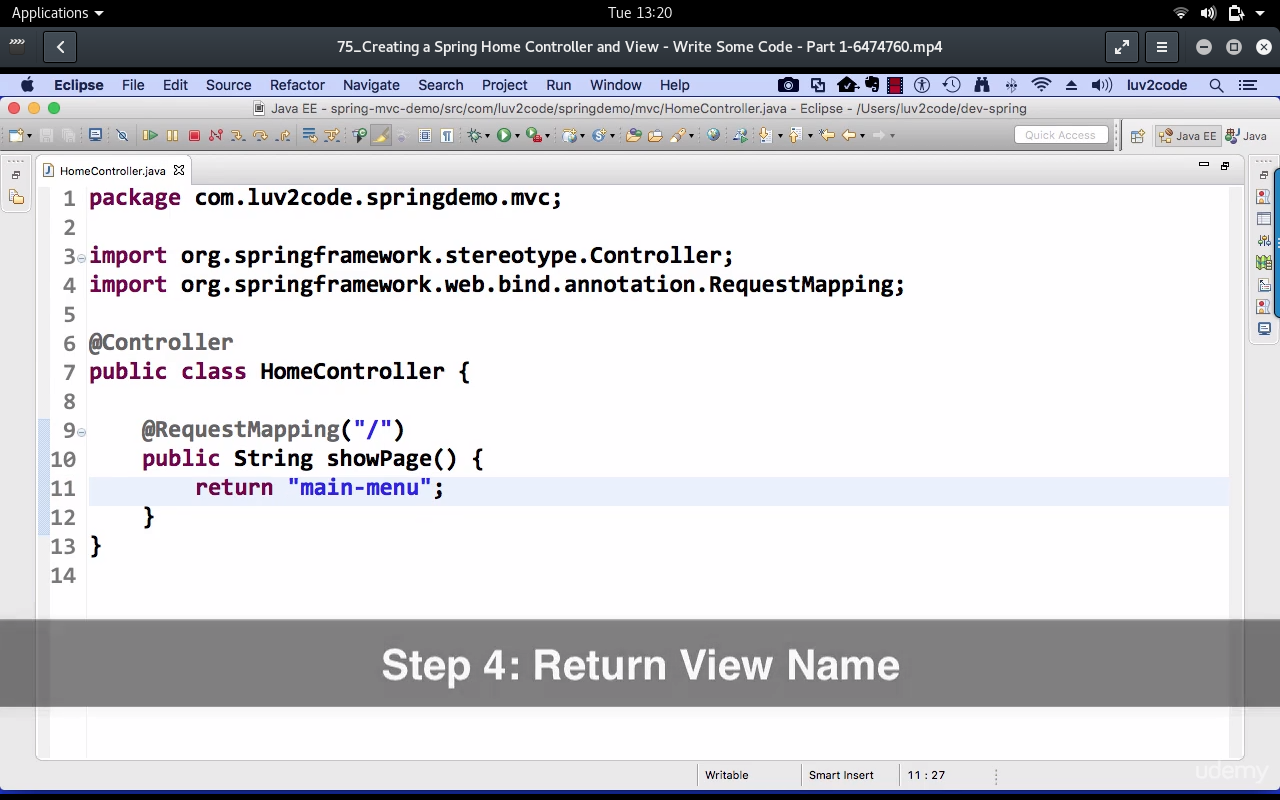 Applications
Tue 13:20
75_Creating a Spring Home Controller and View - Write Some Code - Part 1-6474760.mp4
Eclipse File Edit Source Refactor Navigate Search Project Run Window Help luv2code
Java EE - spring-mvc-demo/src/com/luv2code/springdemo/mvc/HomeController.java - Eclipse - /Users/luv2code/dev-spring
Quick Access Java EE Java
HomeController.java
1 package com.luv2code.springdemo.mvc;
2
3 import org.springframework.stereotype.Controller;
4 import org.springframework.web.bind.annotation.RequestMapping;
5
6 @Controller
7 public class HomeController {
8
9 @RequestMapping("/")
10 public String showPage() {
11 return "main-menu";
12 }
13 }
14
Step 4: Return View Name
Writable Smart Insert 11 : 27
udemy